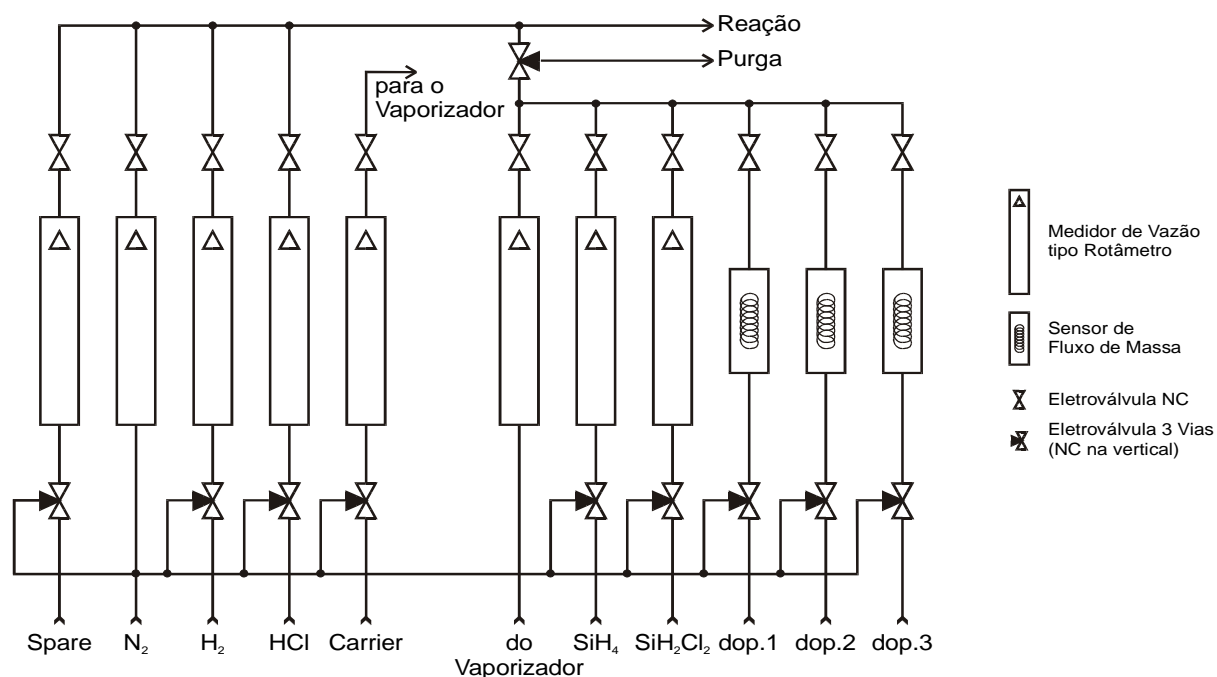 Reação
Purga
para o
Vaporizador
Medidor de Vazão
tipo Rotâmetro
Sensor de
Fluxo de Massa
Eletroválvula NC
Eletroválvula 3 Vias
(NC na vertical)
Spare N₂ H₂ HCl Carrier do SiH₄ SiH₂Cl₂ dop.1 dop.2 dop.3
Vaporizador